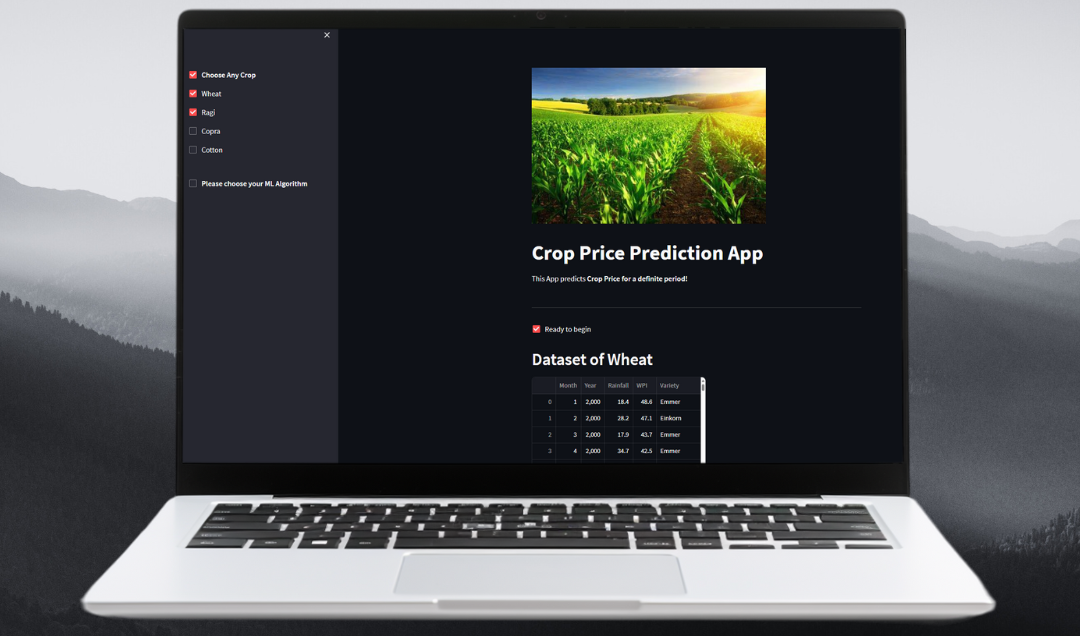 ×
Choose Any Crop
Wheat
Ragi
Copra
Cotton
Please choose your ML Algorithm
Crop Price Prediction App
This App predicts Crop Price for a definite period!
Ready to begin
Dataset of Wheat
Month Year Rainfall WPI Variety
0 1 2,000 18.4 48.6 Emmer
1 2 2,000 28.2 47.1 Einkorn
2 3 2,000 17.9 43.7 Emmer
3 4 2,000 34.7 42.5 Emmer